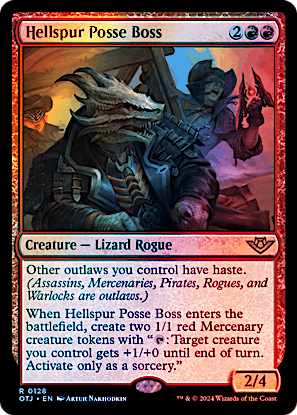 Hellspur Posse Boss 2
Creature — Lizard Rogue
Other outlaws you control have haste.
(Assassins, Mercenaries, Pirates, Rogues, and
Warlocks are outlaws.)
When Hellspur Posse Boss enters the
battlefield, create two 1/1 red Mercenary
creature tokens with “: Target creature
you control gets +1/+0 until end of turn.
Activate only as a sorcery.”
2/4
R 0128
OTJ • EN Artur Nakhodkin ™ & © 2024 Wizards of the Coast